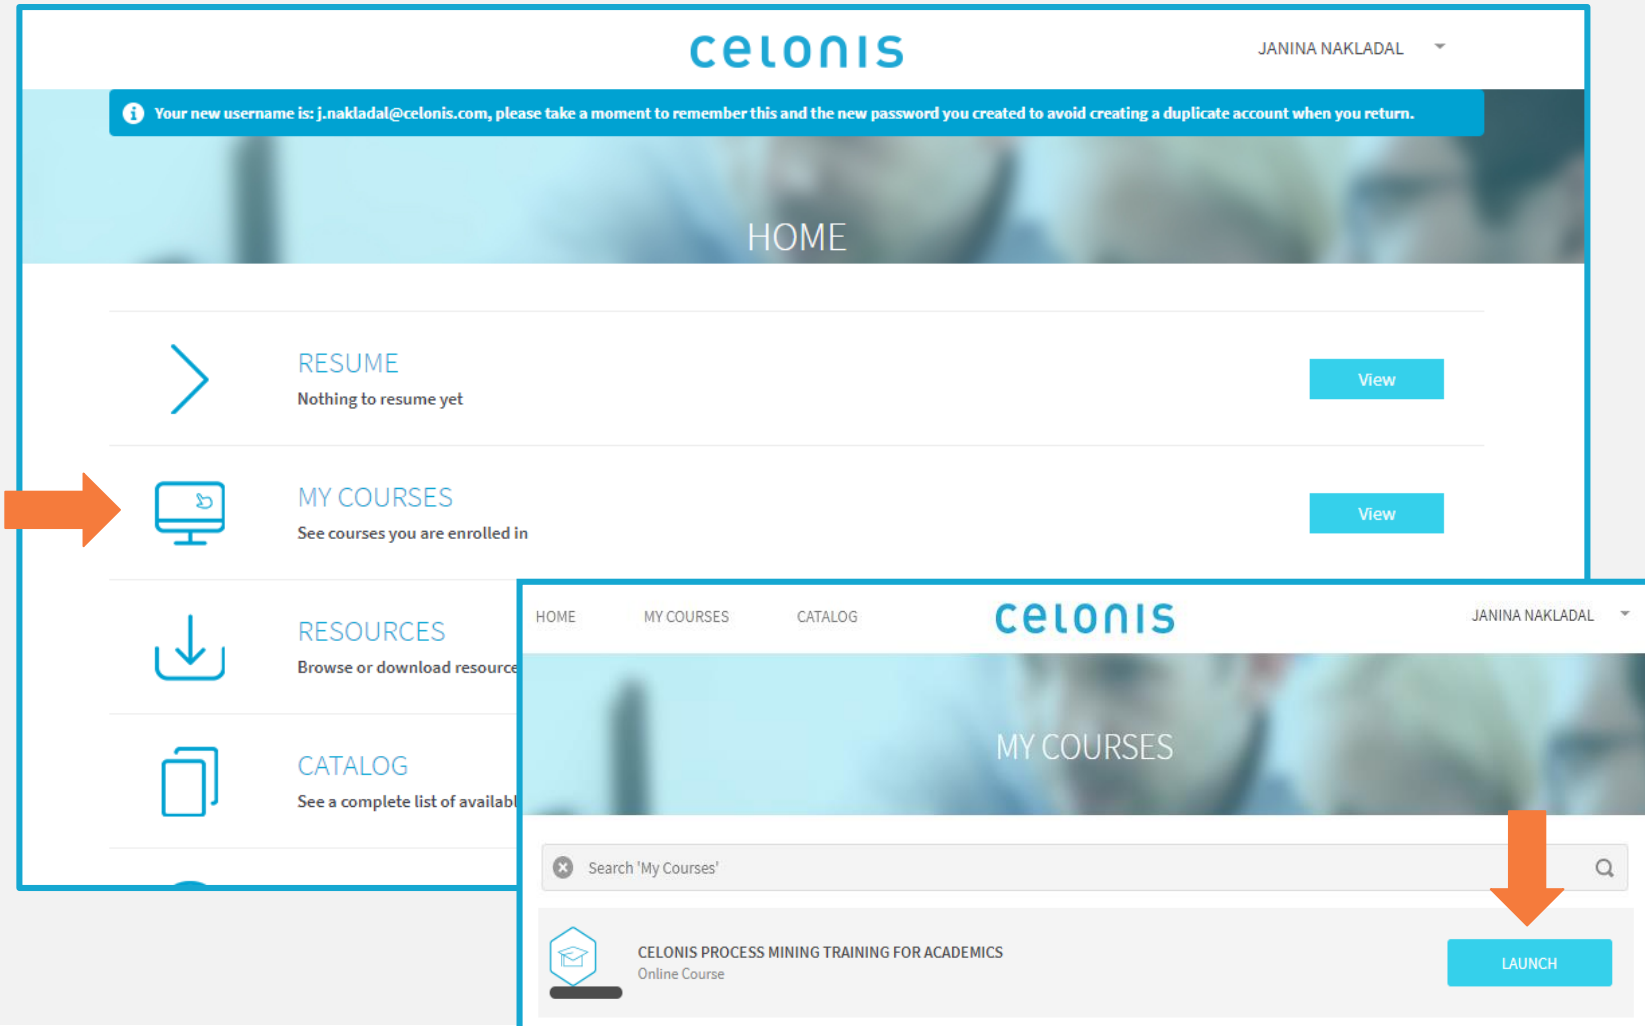 celonis
JANINA NAKLADAL
Your new username is: j.nakladal@celonis.com, please take a moment to remember this and the new password you created to avoid creating a duplicate account when you return.
HOME
RESUME
Nothing to resume yet
View
MY COURSES
See courses you are enrolled in
View
RESOURCES
Browse or download resource
CATALOG
See a complete list of availabl
HOME
MY COURSES
CATALOG
celonis
JANINA NAKLADAL
MY COURSES
Search 'My Courses'
CELONIS PROCESS MINING TRAINING FOR ACADEMICS
Online Course
LAUNCH